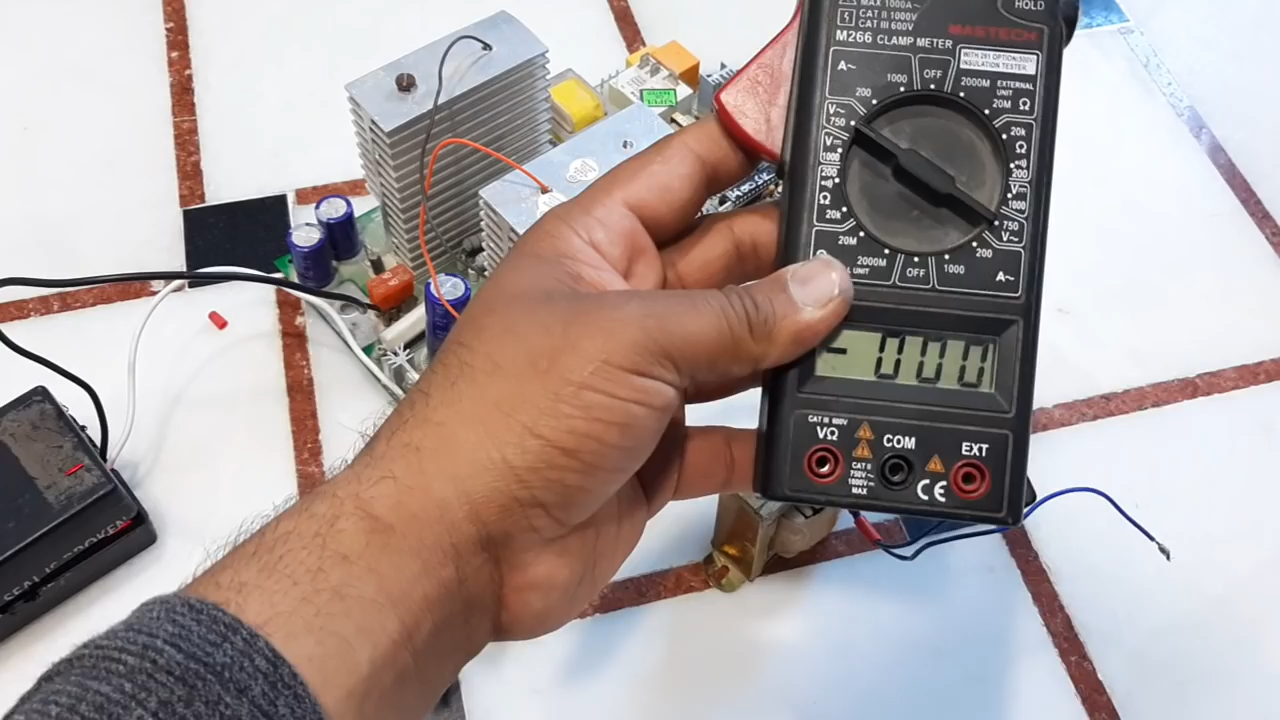 MAX 1000A~
CAT II 1000V
CAT III 600V
HOLD
MASTECH
M266 CLAMP METER
WITH 261 OPTION(500V)
INSULATION TESTER
A~
1000
OFF
2000M
EXTERNAL
UNIT
200
20M
Ω
V~
750
20k
Ω
V⎓
1000
200
V⎓
1000
200
Ω
20k
750
V~
20M
200
2000M
OFF
1000
A~
UNIT
- 000
CAT III 600V
VΩ
COM
EXT
CAT II
750V~
1000V⎓
MAX
CE
SEAL IS BROKEN